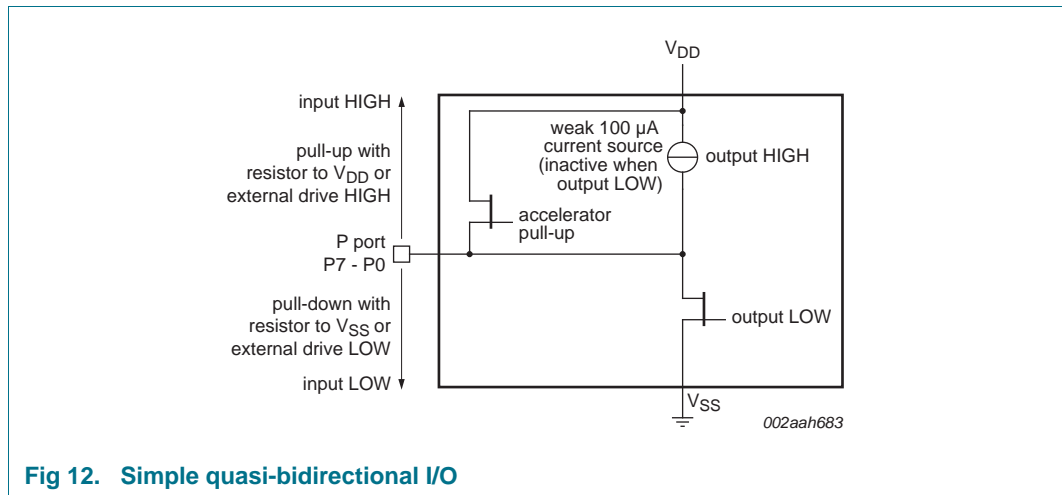 VDD
input HIGH
pull-up with
resistor to VDD or
external drive HIGH
weak 100 µA
current source
(inactive when
output LOW)
output HIGH
accelerator
pull-up
P port
P7 - P0
pull-down with
resistor to VSS or
external drive LOW
input LOW
output LOW
VSS
002aah683
Fig 12. Simple quasi-bidirectional I/O